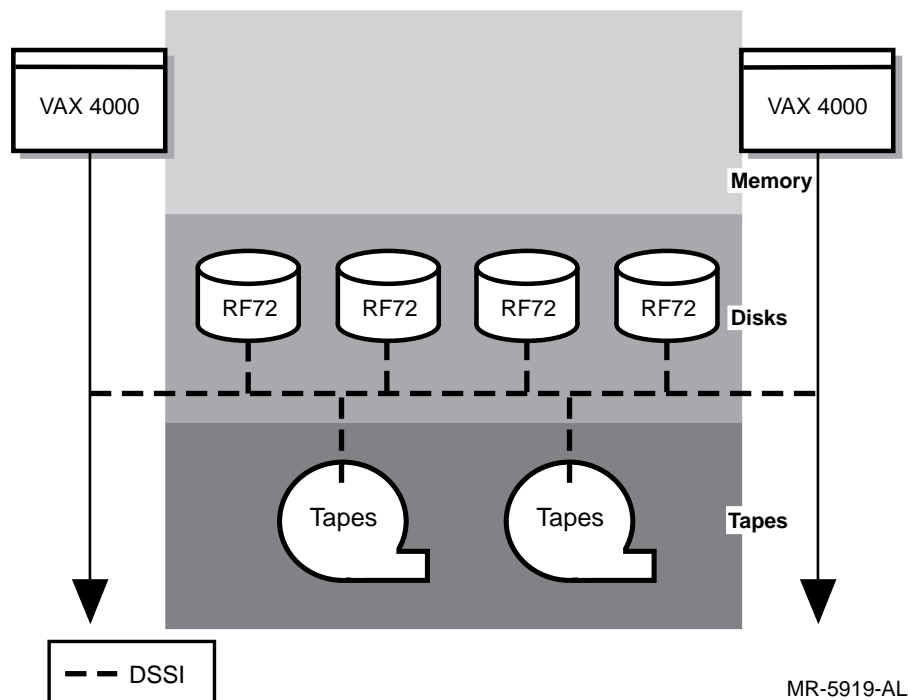 VAX 4000
VAX 4000
Memory
RF72
RF72
RF72
RF72
Disks
Tapes
Tapes
Tapes
DSSI
MR-5919-AL